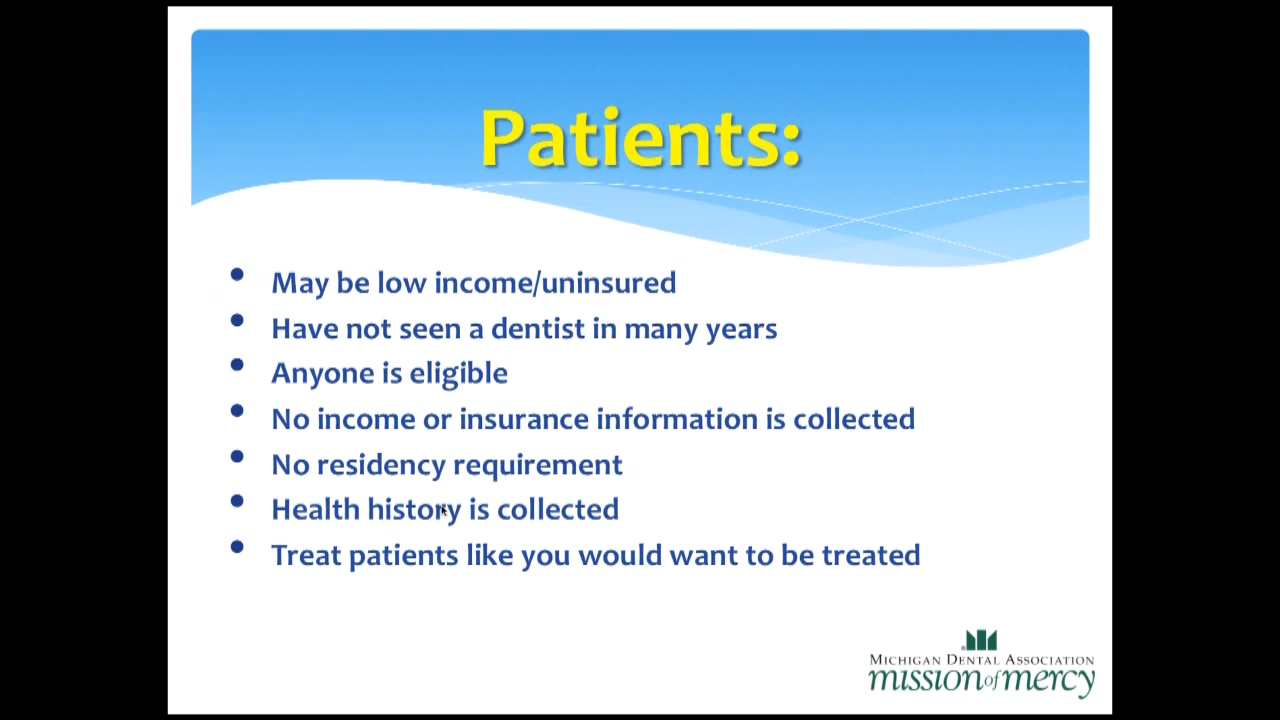 Patients:
• May be low income/uninsured
• Have not seen a dentist in many years
• Anyone is eligible
• No income or insurance information is collected
• No residency requirement
• Health history is collected
• Treat patients like you would want to be treated
MICHIGAN DENTAL ASSOCIATION
mission of mercy